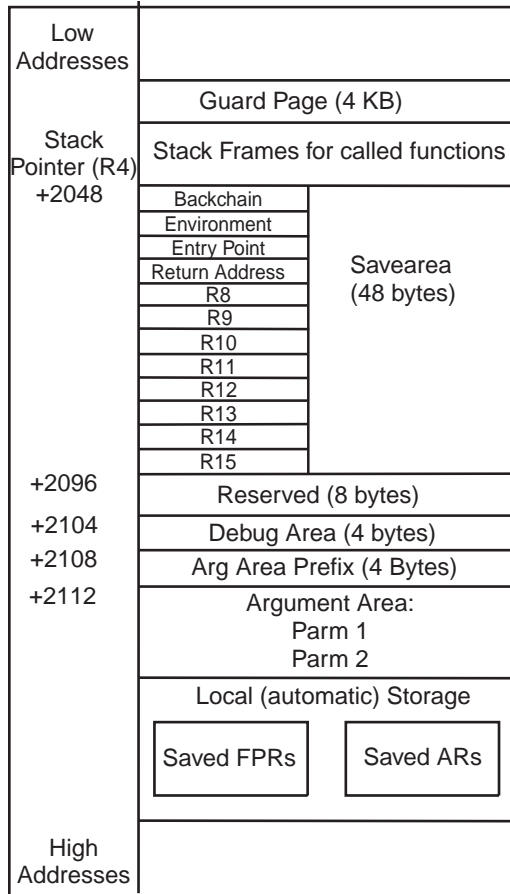 Low
Addresses
Guard Page (4 KB)
Stack
Pointer (R4)
+2048
Stack Frames for called functions
Backchain
Environment
Entry Point
Return Address
R8
R9
R10
R11
R12
R13
R14
R15
Savearea
(48 bytes)
+2096
Reserved (8 bytes)
+2104
Debug Area (4 bytes)
+2108
Arg Area Prefix (4 Bytes)
+2112
Argument Area:
Parm 1
Parm 2
Local (automatic) Storage
Saved FPRs
Saved ARs
High
Addresses